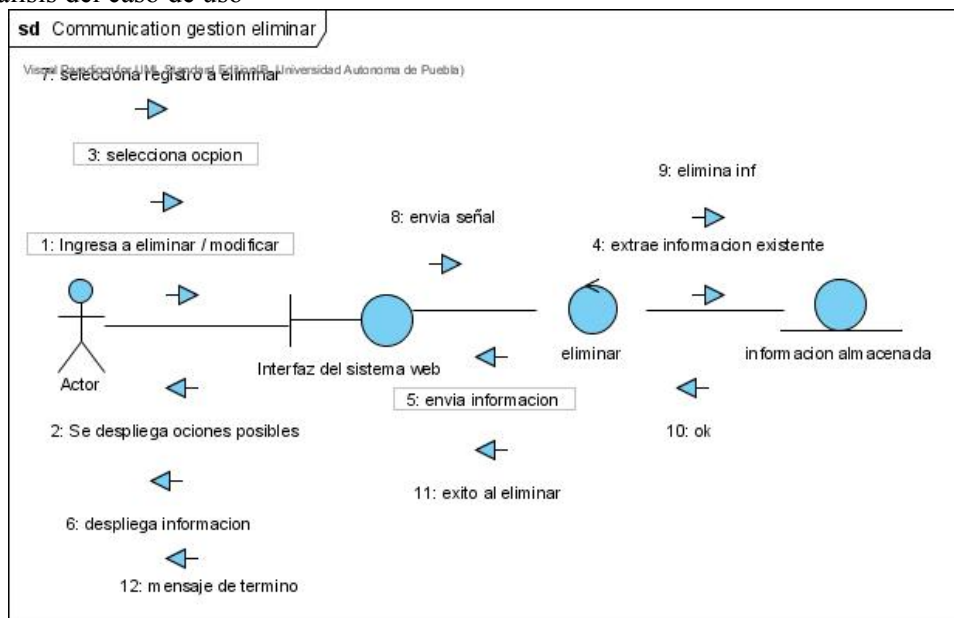 sd Communication gestion eliminar
7: selecciona registro a eliminar
3: selecciona ocpion
9: elimina inf
8: envia señal
1: Ingresa a eliminar / modificar
4: extrae informacion existente
Actor
Interfaz del sistema web
eliminar
informacion almacenada
5: envia informacion
2: Se despliega ociones posibles
10: ok
11: exito al eliminar
6: despliega informacion
12: mensaje de termino